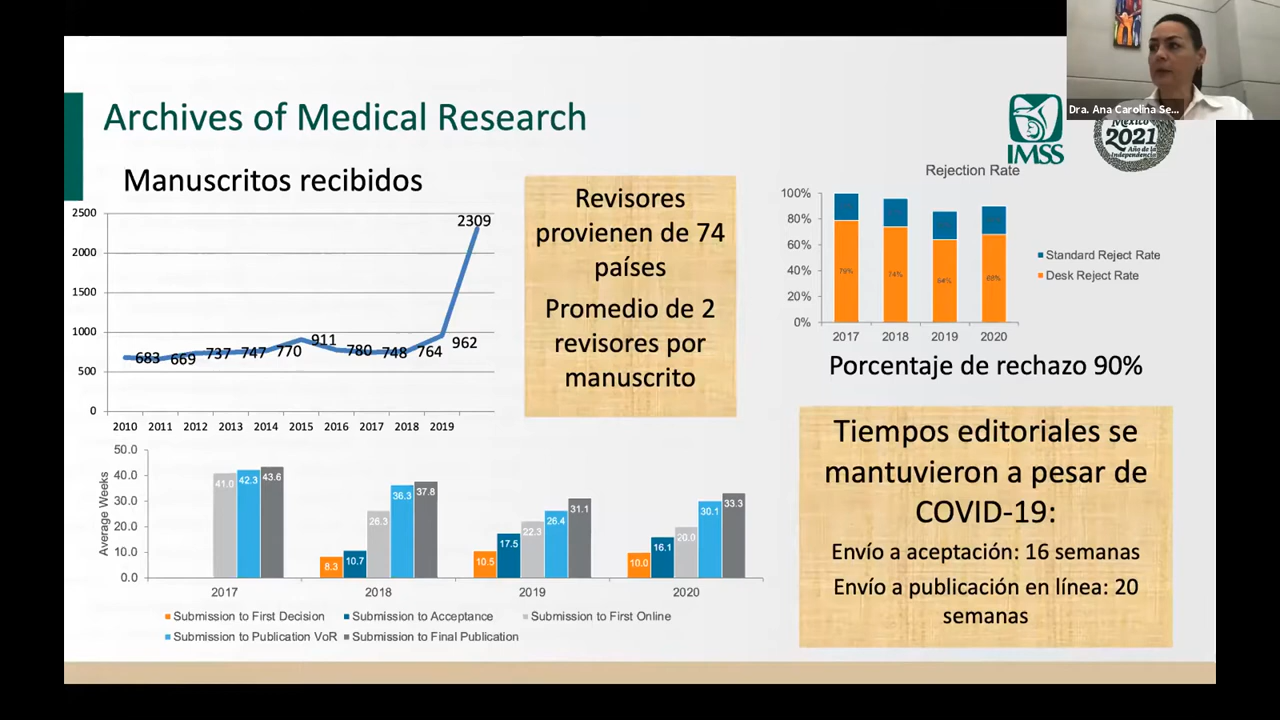 Dra. Ana Carolina Se...
Archives of Medical Research
IMSS
México
2021
Año de la
Independencia
Manuscritos recibidos
2500
2000
1500
1000
500
0
683
669
737
747
770
911
780
748
764
962
2309
2010 2011 2012 2013 2014 2015 2016 2017 2018 2019
Revisores
provienen de 74
países
Promedio de 2
revisores por
manuscrito
Rejection Rate
100%
80%
60%
40%
20%
0%
79%
74%
64%
68%
2017 2018 2019 2020
Standard Reject Rate
Desk Reject Rate
Porcentaje de rechazo 90%
Average Weeks
50.0
40.0
30.0
20.0
10.0
0.0
41.0 42.3 43.6
8.3 10.7 26.3 36.3 37.8
10.5 17.5 22.3 26.4 31.1
10.0 16.1 20.0 30.1 33.3
2017 2018 2019 2020
Submission to First Decision Submission to Acceptance Submission to First Online
Submission to Publication VoR Submission to Final Publication
Tiempos editoriales se
mantuvieron a pesar de
COVID-19:
Envío a aceptación: 16 semanas
Envío a publicación en línea: 20
semanas